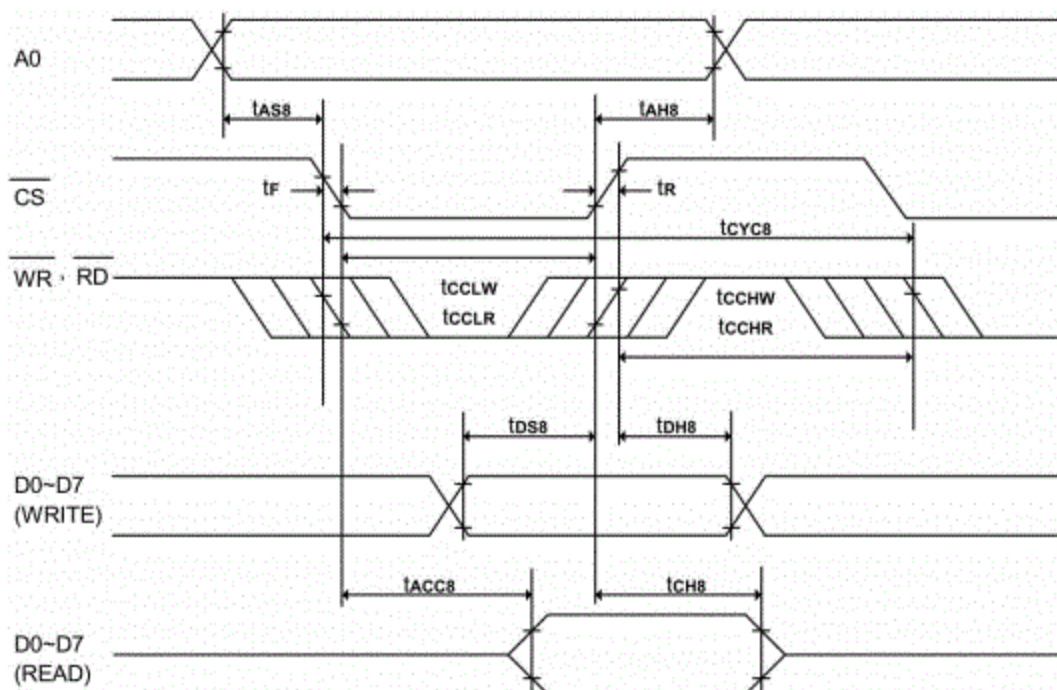 A0
tAS8
tAH8
CS
tF
tR
tCYC8
WR , RD
tCCLW
tCCLR
tCCHW
tCCHR
tDS8
tDH8
D0~D7
(WRITE)
tACC8
tCH8
D0~D7
(READ)